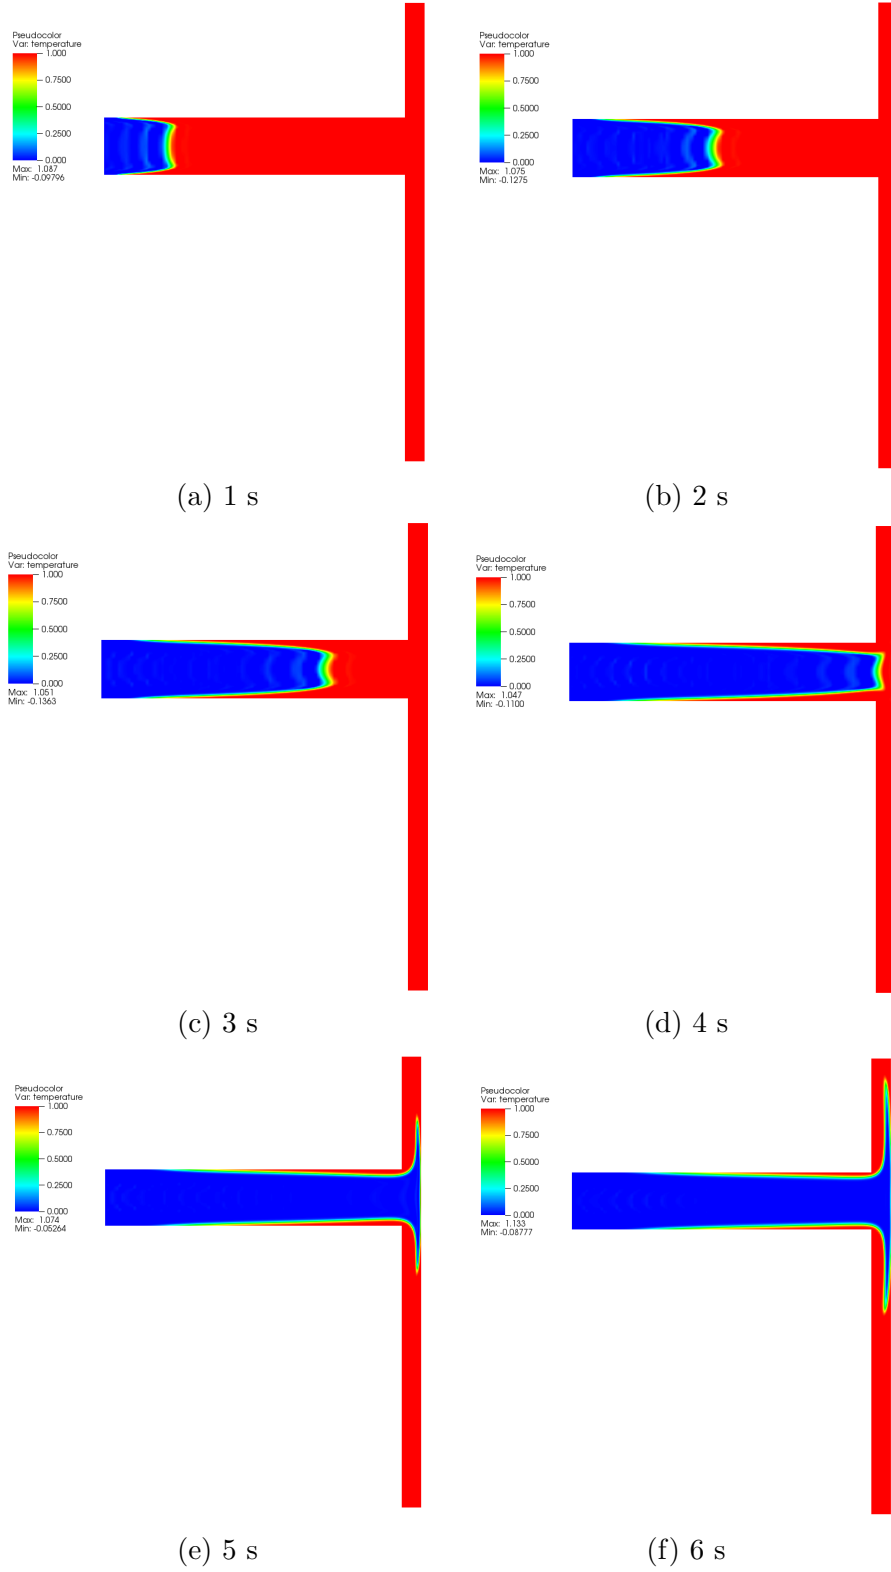 Pseudocolor
Var: temperature
1.000
0.7500
0.5000
0.2500
0.000
Max: 1.087
Min: -0.09796
(a) 1 s
Pseudocolor
Var: temperature
1.000
0.7500
0.5000
0.2500
0.000
Max: 1.075
Min: -0.1275
(b) 2 s
Pseudocolor
Var: temperature
1.000
0.7500
0.5000
0.2500
0.000
Max: 1.051
Min: -0.1363
(c) 3 s
Pseudocolor
Var: temperature
1.000
0.7500
0.5000
0.2500
0.000
Max: 1.047
Min: -0.1100
(d) 4 s
Pseudocolor
Var: temperature
1.000
0.7500
0.5000
0.2500
0.000
Max: 1.074
Min: -0.05264
(e) 5 s
Pseudocolor
Var: temperature
1.000
0.7500
0.5000
0.2500
0.000
Max: 1.133
Min: -0.08777
(f) 6 s